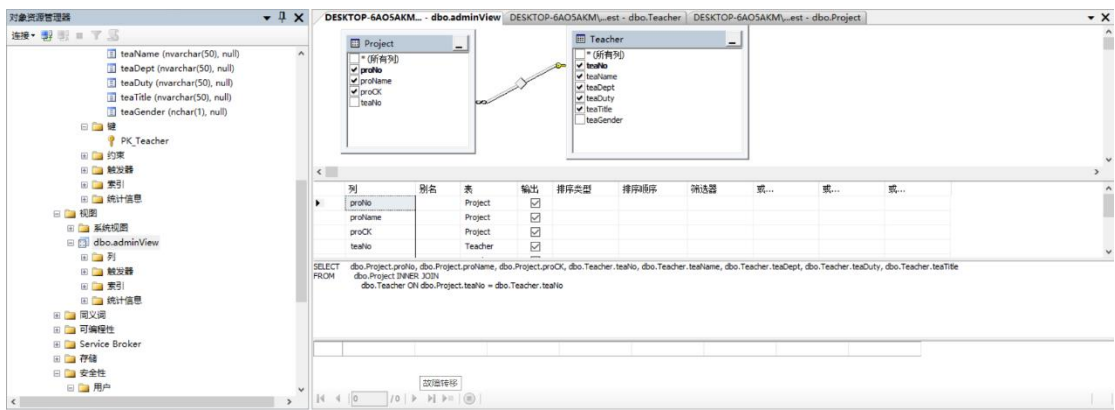 对象资源管理器
连接
teaName (nvarchar(50), null)
teaDept (nvarchar(50), null)
teaDuty (nvarchar(50), null)
teaTitle (nvarchar(50), null)
teaGender (nchar(1), null)
键
PK_Teacher
约束
触发器
索引
统计信息
视图
系统视图
dbo.adminView
列
触发器
索引
统计信息
同义词
可编程性
Service Broker
存储
安全性
用户
DESKTOP-6AO5AKM... - dbo.adminView DESKTOP-6AO5AKM\...est - dbo.Teacher DESKTOP-6AO5AKM\...est - dbo.Project
Project
* (所有列)
proNo
proName
proCK
teaNo
Teacher
* (所有列)
teaNo
teaName
teaDept
teaDuty
teaTitle
teaGender
列 别名 表 输出 排序类型 排序顺序 筛选器 或... 或... 或...
proNo Project
proName Project
proCK Project
teaNo Teacher
SELECT dbo.Project.proNo, dbo.Project.proName, dbo.Project.proCK, dbo.Teacher.teaNo, dbo.Teacher.teaName, dbo.Teacher.teaDept, dbo.Teacher.teaDuty, dbo.Teacher.teaTitle
FROM dbo.Project INNER JOIN
dbo.Teacher ON dbo.Project.teaNo = dbo.Teacher.teaNo
故障转移
0 / 0